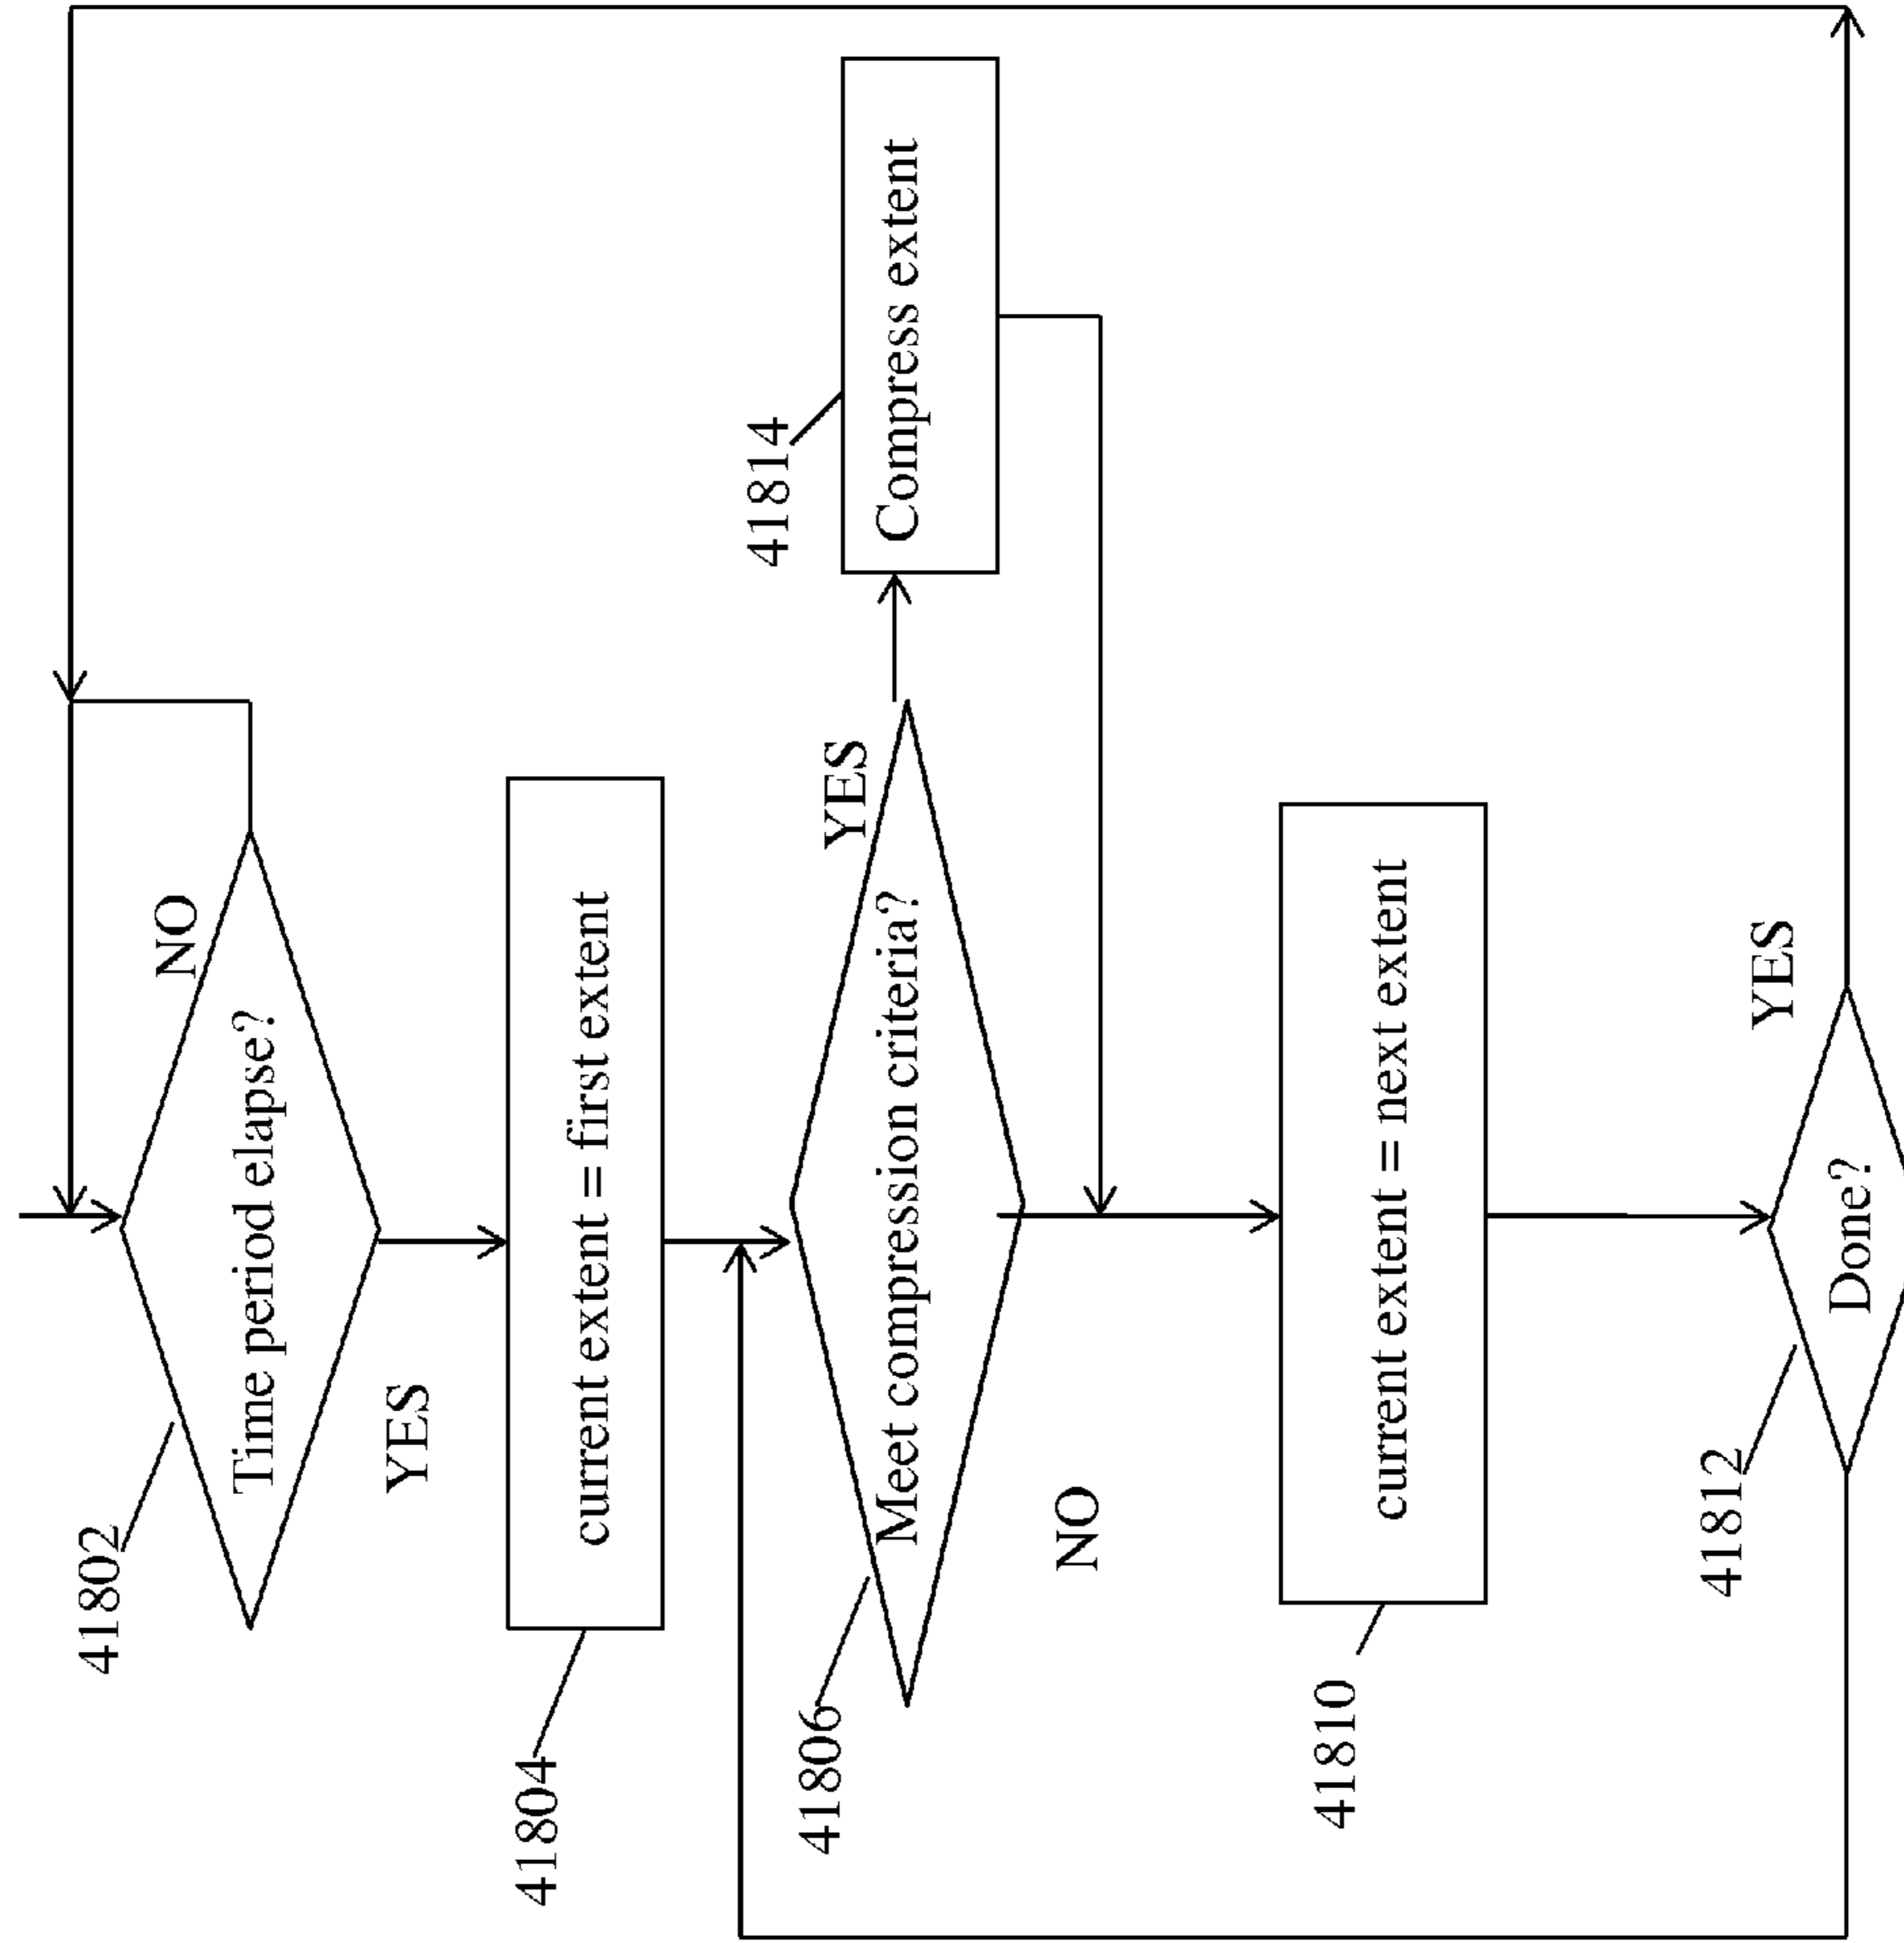 41802
Time period elapse?
NO
YES
41804
current extent = first extent
41806
Meet compression criteria?
YES
41814
Compress extent
NO
41810
current extent = next extent
41812
Done?
YES